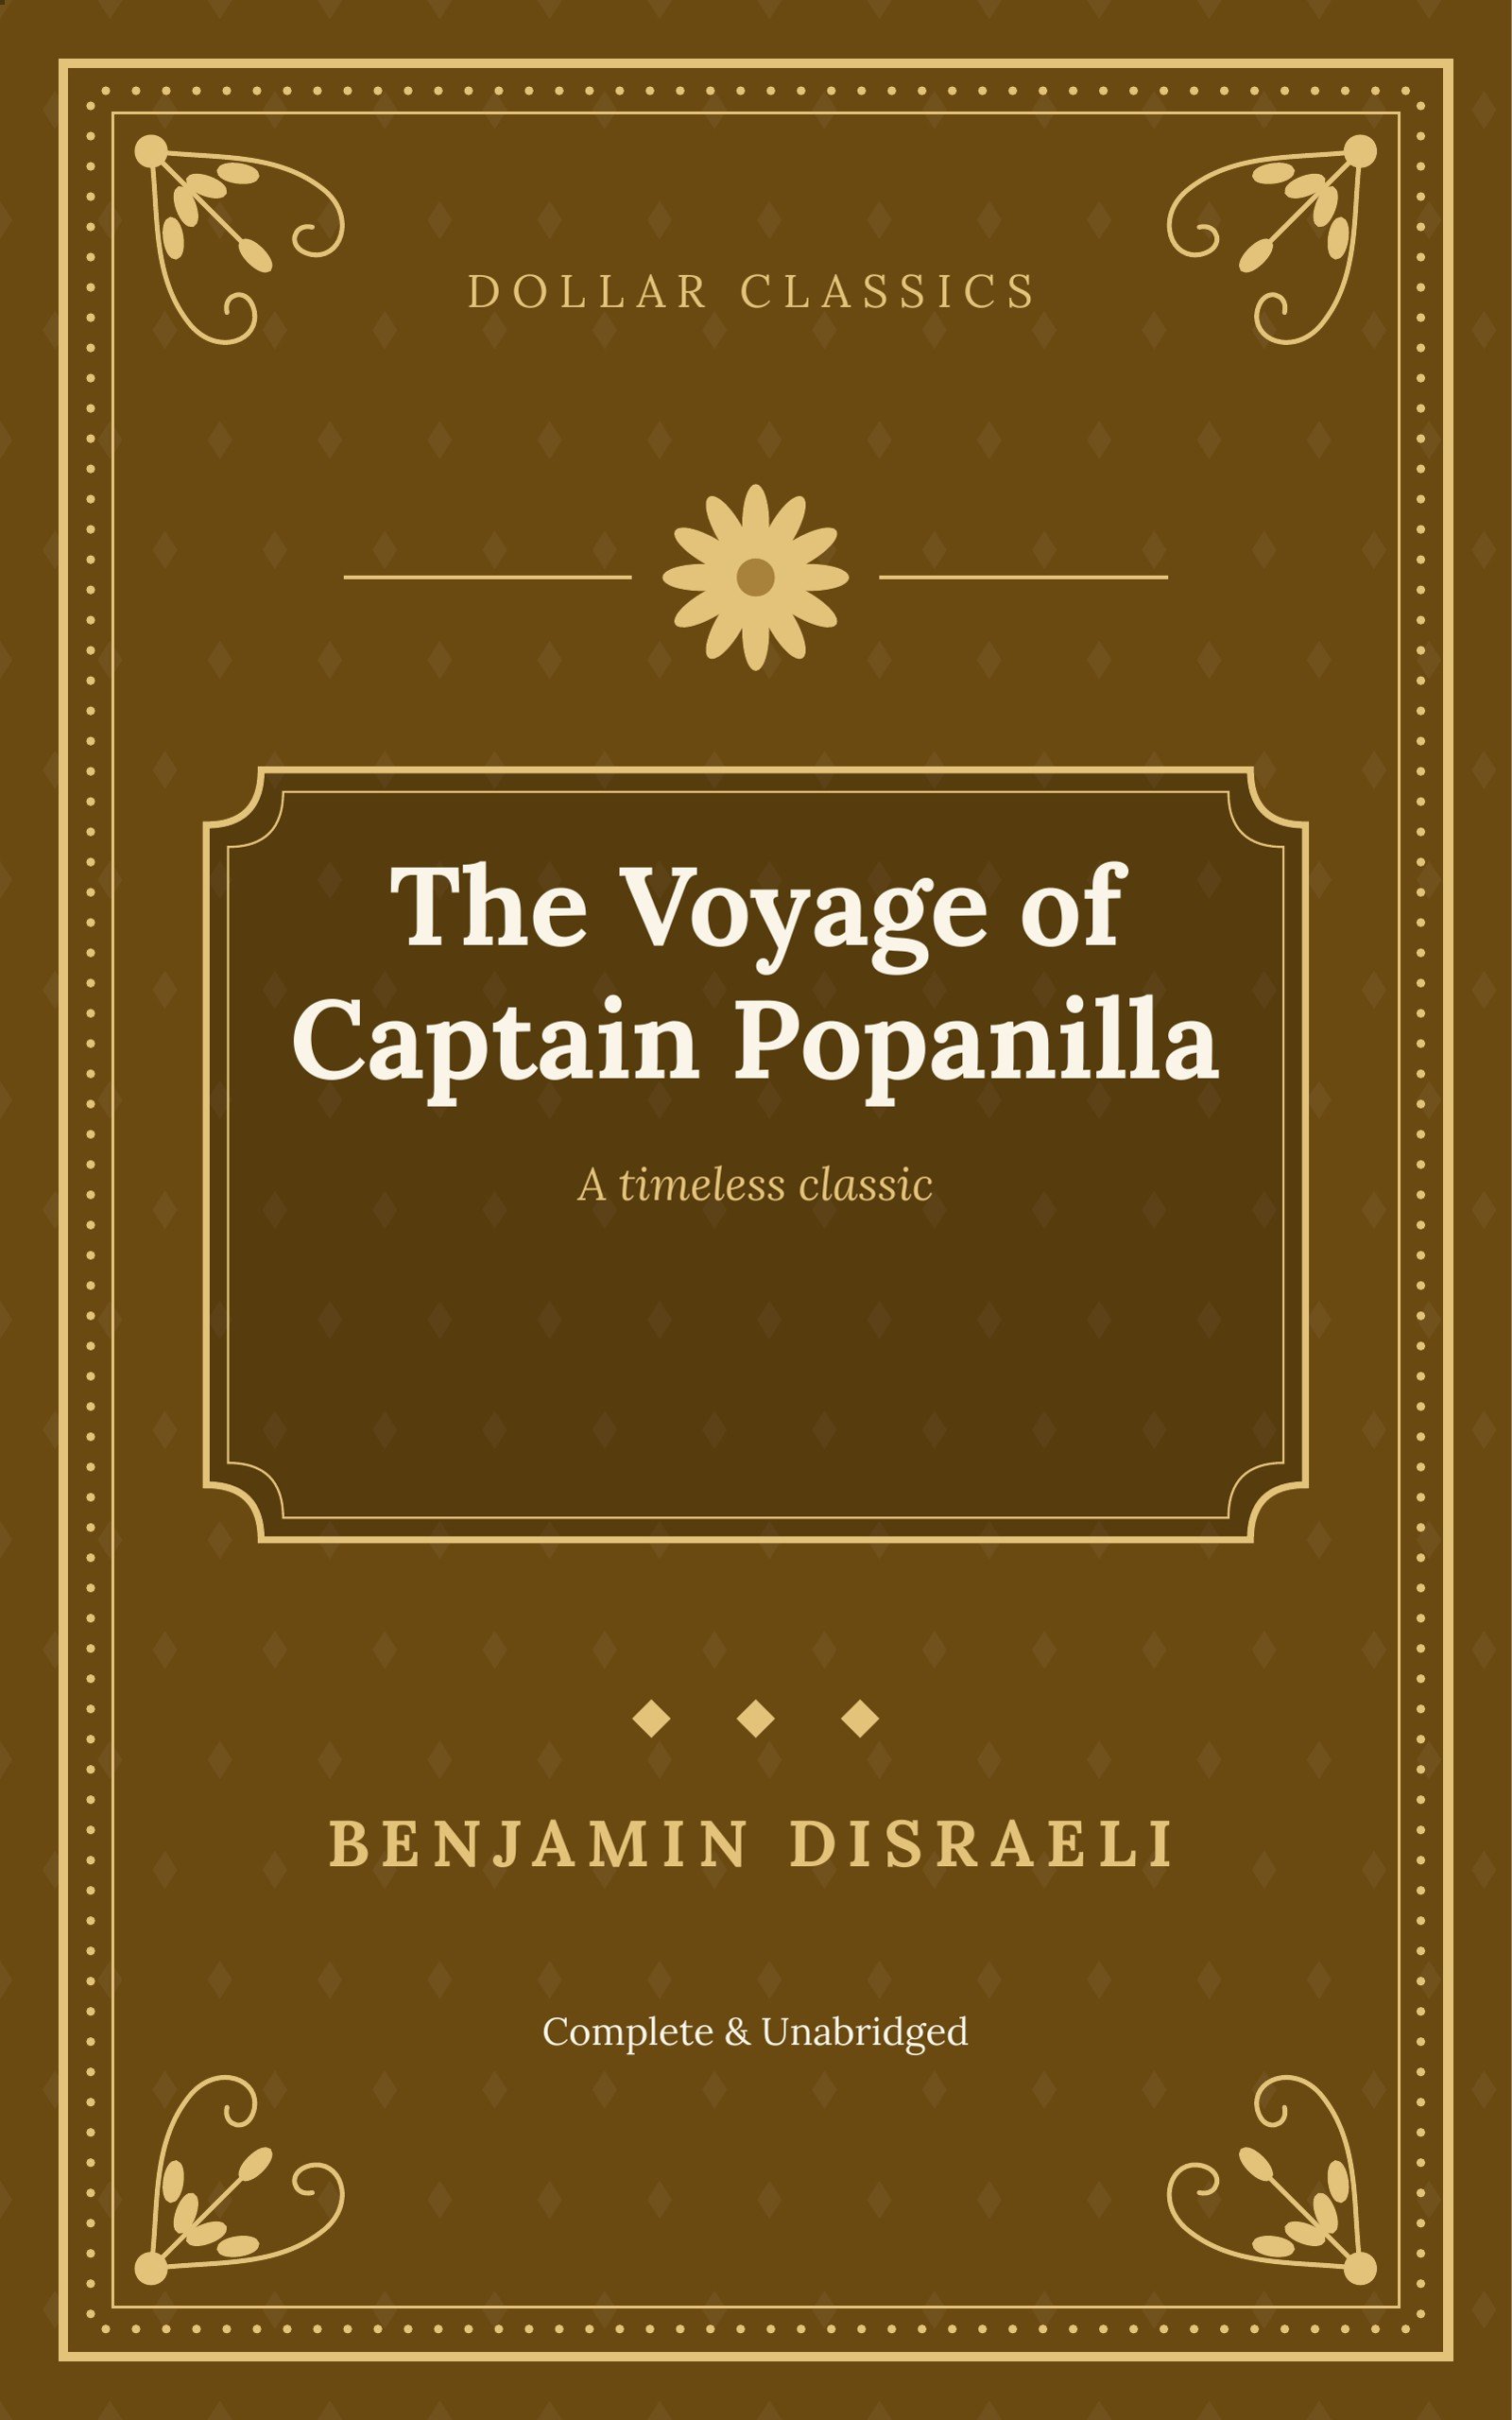 DOLLAR CLASSICS
The Voyage of
Captain Popanilla
A timeless classic
BENJAMIN DISRAELI
Complete & Unabridged